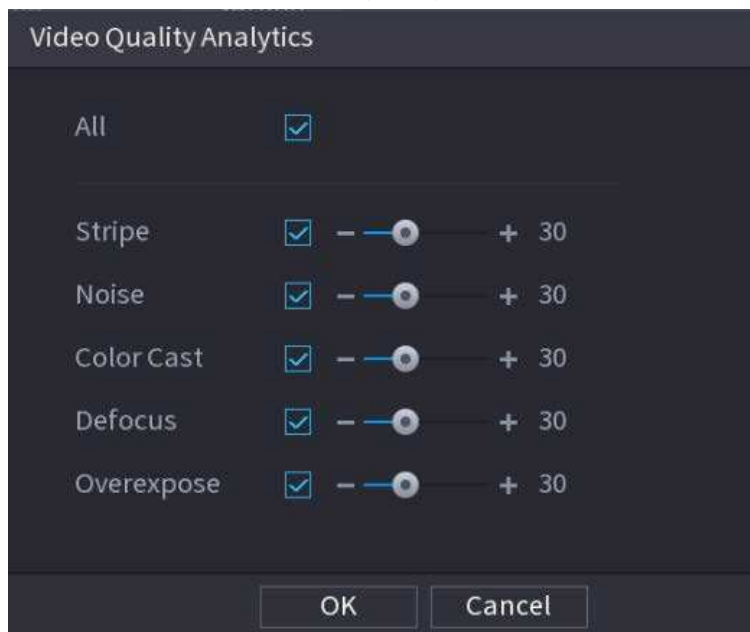 Video Quality Analytics
All
Stripe 30
Noise 30
Color Cast 30
Defocus 30
Overexpose 30
OK Cancel